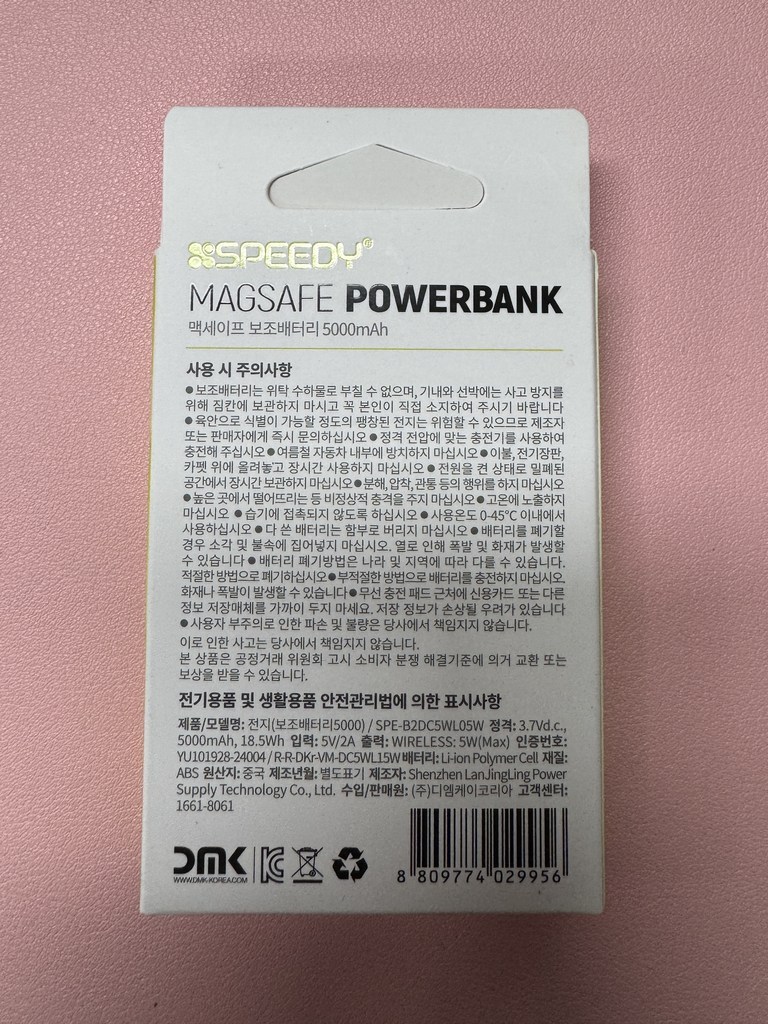 SPEEDY®
MAGSAFE POWERBANK
맥세이프 보조배터리 5000mAh
사용 시 주의사항
● 보조배터리는 위탁 수하물로 부칠 수 없으며, 기내와 선박에는 사고 방지를
위해 짐칸에 보관하지 마시고 꼭 본인이 직접 소지하여 주시기 바랍니다
● 육안으로 식별이 가능할 정도의 팽창된 전지는 위험할 수 있으므로 제조자
또는 판매자에게 즉시 문의하십시오 ● 정격 전압에 맞는 충전기를 사용하여
충전해 주십시오 ● 여름철 자동차 내부에 방치하지 마십시오 ● 이불, 전기장판,
카펫 위에 올려놓고 장시간 사용하지 마십시오 ● 전원을 켠 상태로 밀폐된
공간에서 장시간 보관하지 마십시오 ● 분해, 압착, 관통 등의 행위를 하지 마십시오
● 높은 곳에서 떨어뜨리는 등 비정상적 충격을 주지 마십시오 ● 고온에 노출하지
마십시오 ● 습기에 접촉되지 않도록 하십시오 ● 사용온도 0-45℃ 이내에서
사용하십시오 ● 다 쓴 배터리는 함부로 버리지 마십시오 ● 배터리를 폐기할
경우 소각 및 불속에 집어넣지 마십시오. 열로 인해 폭발 및 화재가 발생할
수 있습니다 ● 배터리 폐기방법은 나라 및 지역에 따라 다를 수 있습니다.
적절한 방법으로 폐기하십시오 ● 부적절한 방법으로 배터리를 충전하지 마십시오.
화재나 폭발이 발생할 수 있습니다 ● 무선 충전 패드 근처에 신용카드 또는 다른
정보 저장매체를 가까이 두지 마세요. 저장 정보가 손상될 우려가 있습니다
● 사용자 부주의로 인한 파손 및 불량은 당사에서 책임지지 않습니다.
이로 인한 사고는 당사에서 책임지지 않습니다.
본 상품은 공정거래 위원회 고시 소비자 분쟁 해결기준에 의거 교환 또는
보상을 받을 수 있습니다.
전기용품 및 생활용품 안전관리법에 의한 표시사항
제품/모델명: 전지(보조배터리5000) / SPE-B2DC5WL05W 정격: 3.7Vd.c.,
5000mAh, 18.5Wh 입력: 5V/2A 출력: WIRELESS: 5W(Max) 인증번호:
YU101928-24004 / R-R-DKr-VM-DC5WL15W 배터리: Li-ion Polymer Cell 재질:
ABS 원산지: 중국 제조년월: 별도표기 제조자: Shenzhen LanJingLing Power
Supply Technology Co., Ltd. 수입/판매원: (주)디엠케이코리아 고객센터:
1661-8061
DMK
WWW.DMK-KOREA.COM
8 809774 029956